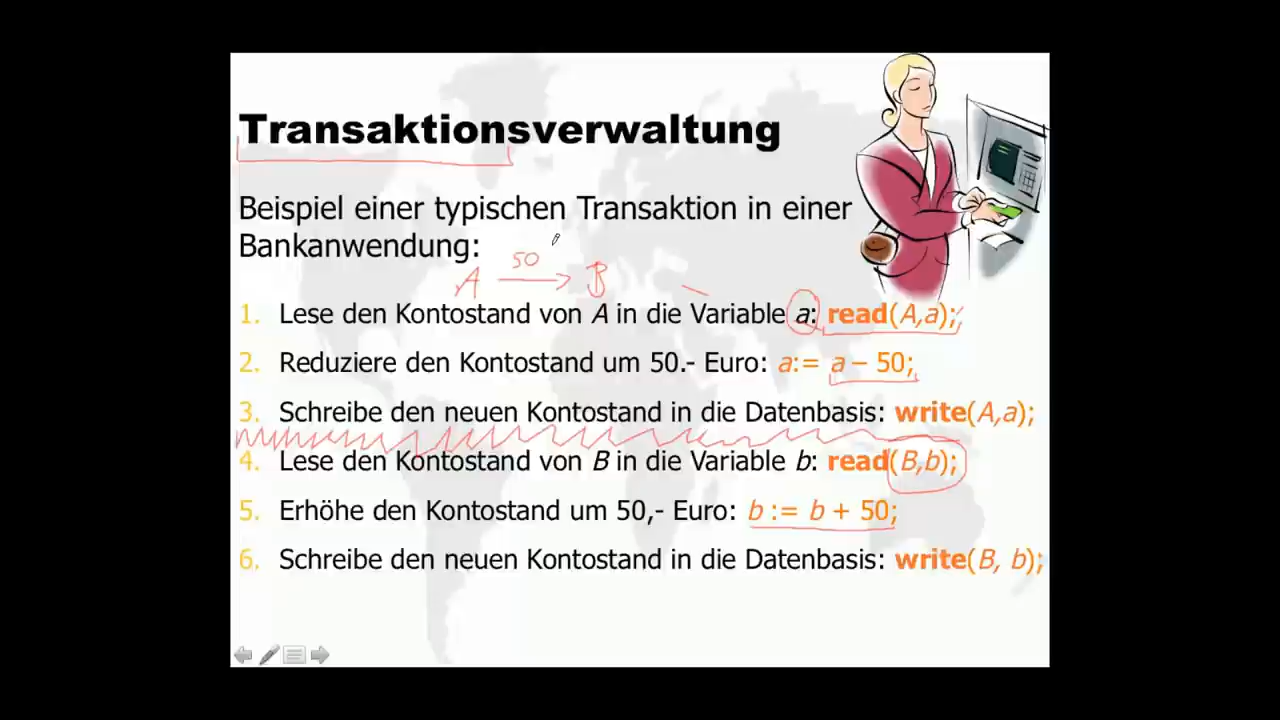 Transaktionsverwaltung
Beispiel einer typischen Transaktion in einer
Bankanwendung:
50
A → B
1. Lese den Kontostand von A in die Variable a: read(A,a);
2. Reduziere den Kontostand um 50.- Euro: a:= a – 50;
3. Schreibe den neuen Kontostand in die Datenbasis: write(A,a);
4. Lese den Kontostand von B in die Variable b: read(B,b);
5. Erhöhe den Kontostand um 50,- Euro: b := b + 50;
6. Schreibe den neuen Kontostand in die Datenbasis: write(B, b);